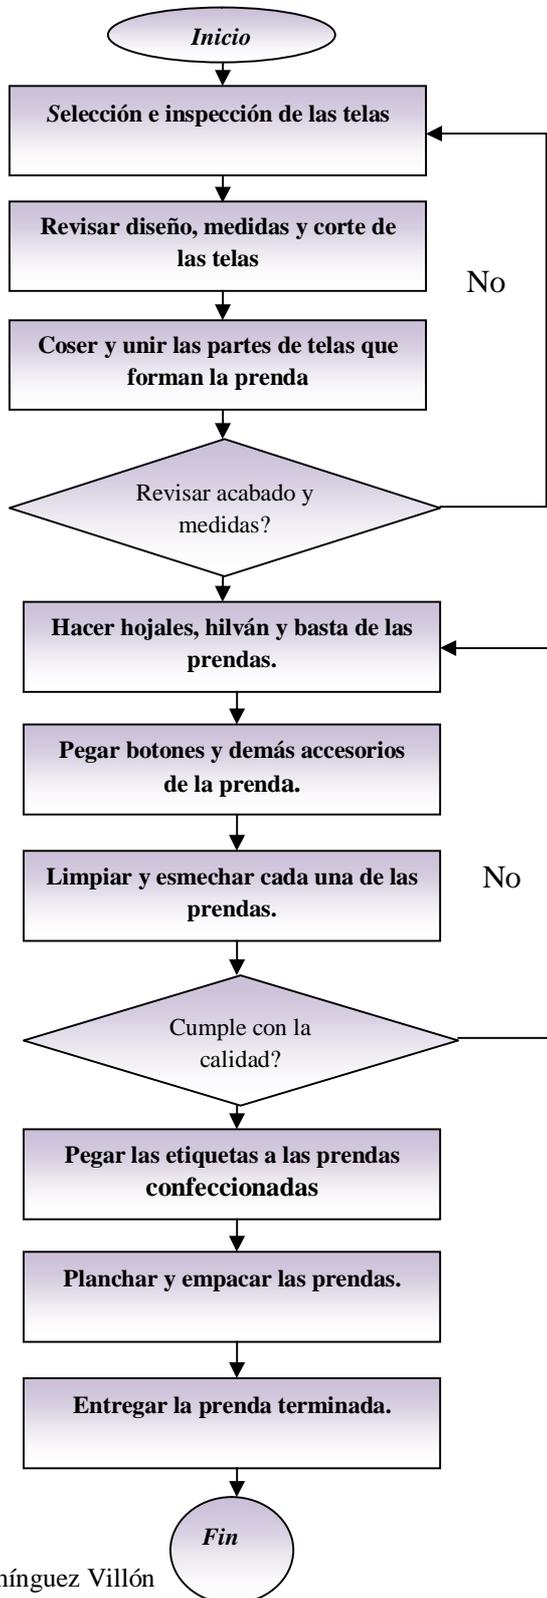 Inicio
Selección e inspección de las telas
Revisar diseño, medidas y corte de
las telas
No
Coser y unir las partes de telas que
forman la prenda
Revisar acabado y
medidas?
Hacer hojales, hilván y basta de las
prendas.
Pegar botones y demás accesorios
de la prenda.
Limpiar y esmechar cada una de las
prendas.
No
Cumple con la
calidad?
Pegar las etiquetas a las prendas
confeccionadas
Planchar y empacar las prendas.
Entregar la prenda terminada.
Fin
Villón